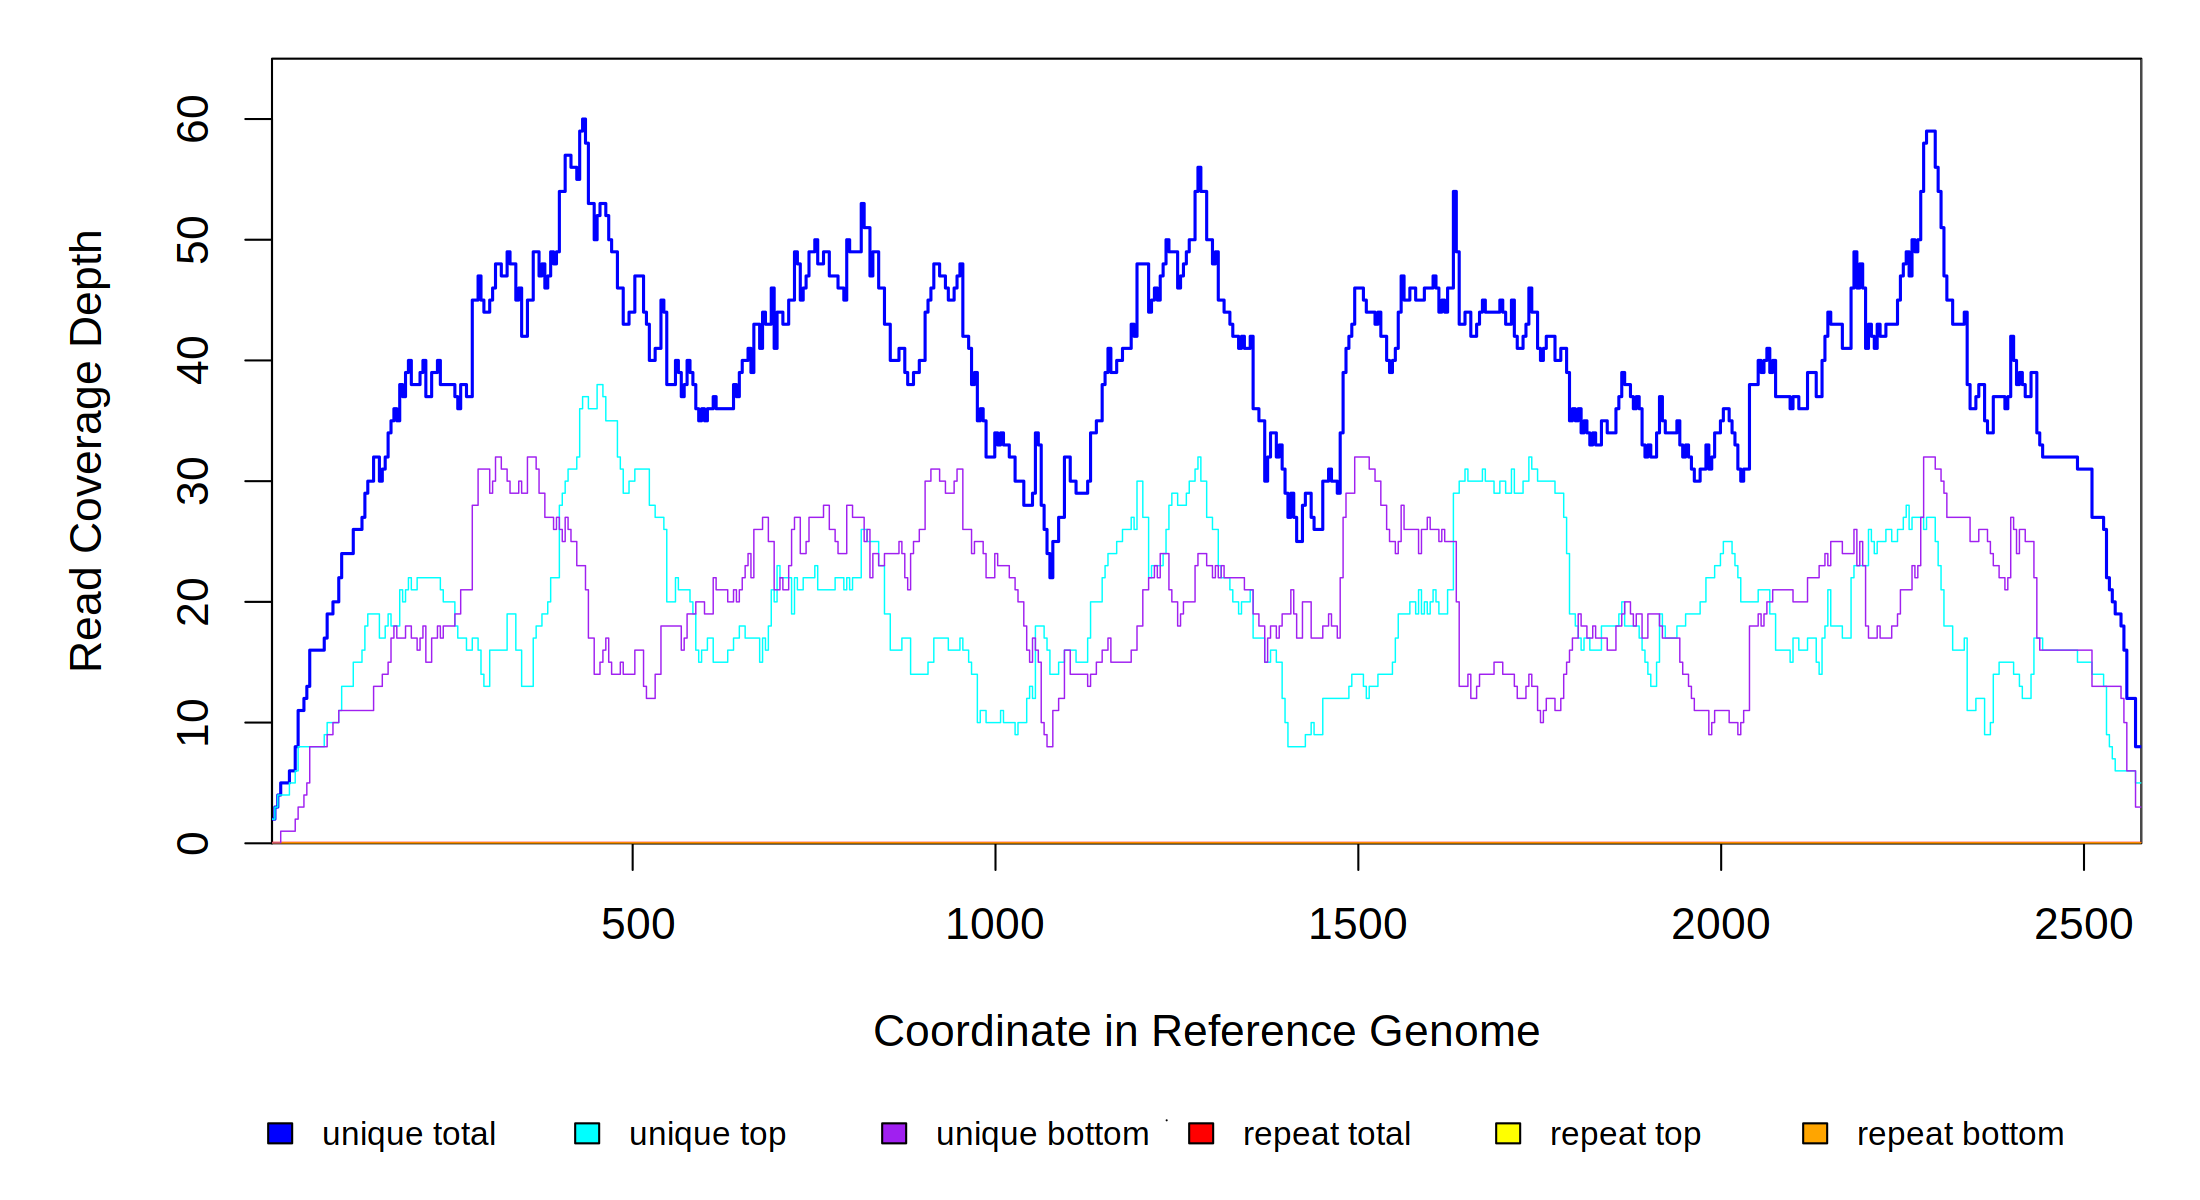 Read Coverage Depth
60
50
40
30
20
10
0
500 1000 1500 2000 2500
Coordinate in Reference Genome
unique total unique top unique bottom repeat total repeat top repeat bottom